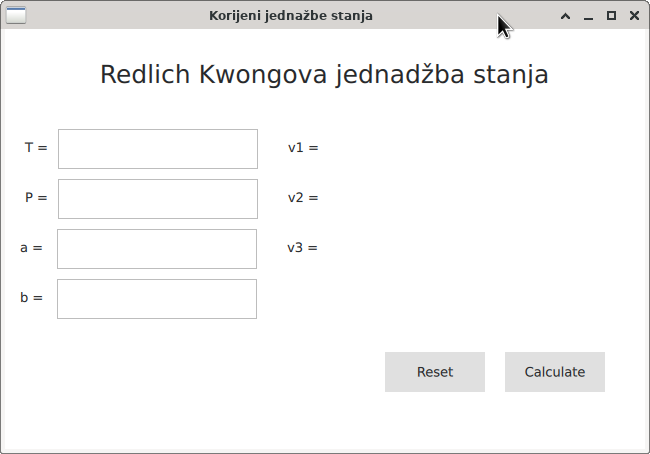 Korijeni jednažbe stanja
Redlich Kwongova jednadžba stanja
T =
v1 =
P =
v2 =
a =
v3 =
b =
Reset
Calculate